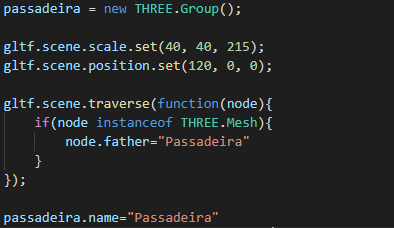 passadeira = new THREE.Group();
gltf.scene.scale.set(40, 40, 215);
gltf.scene.position.set(120, 0, 0);
gltf.scene.traverse(function(node){
if(node instanceof THREE.Mesh){
node.father="Passadeira"
}
});
passadeira.name="Passadeira"